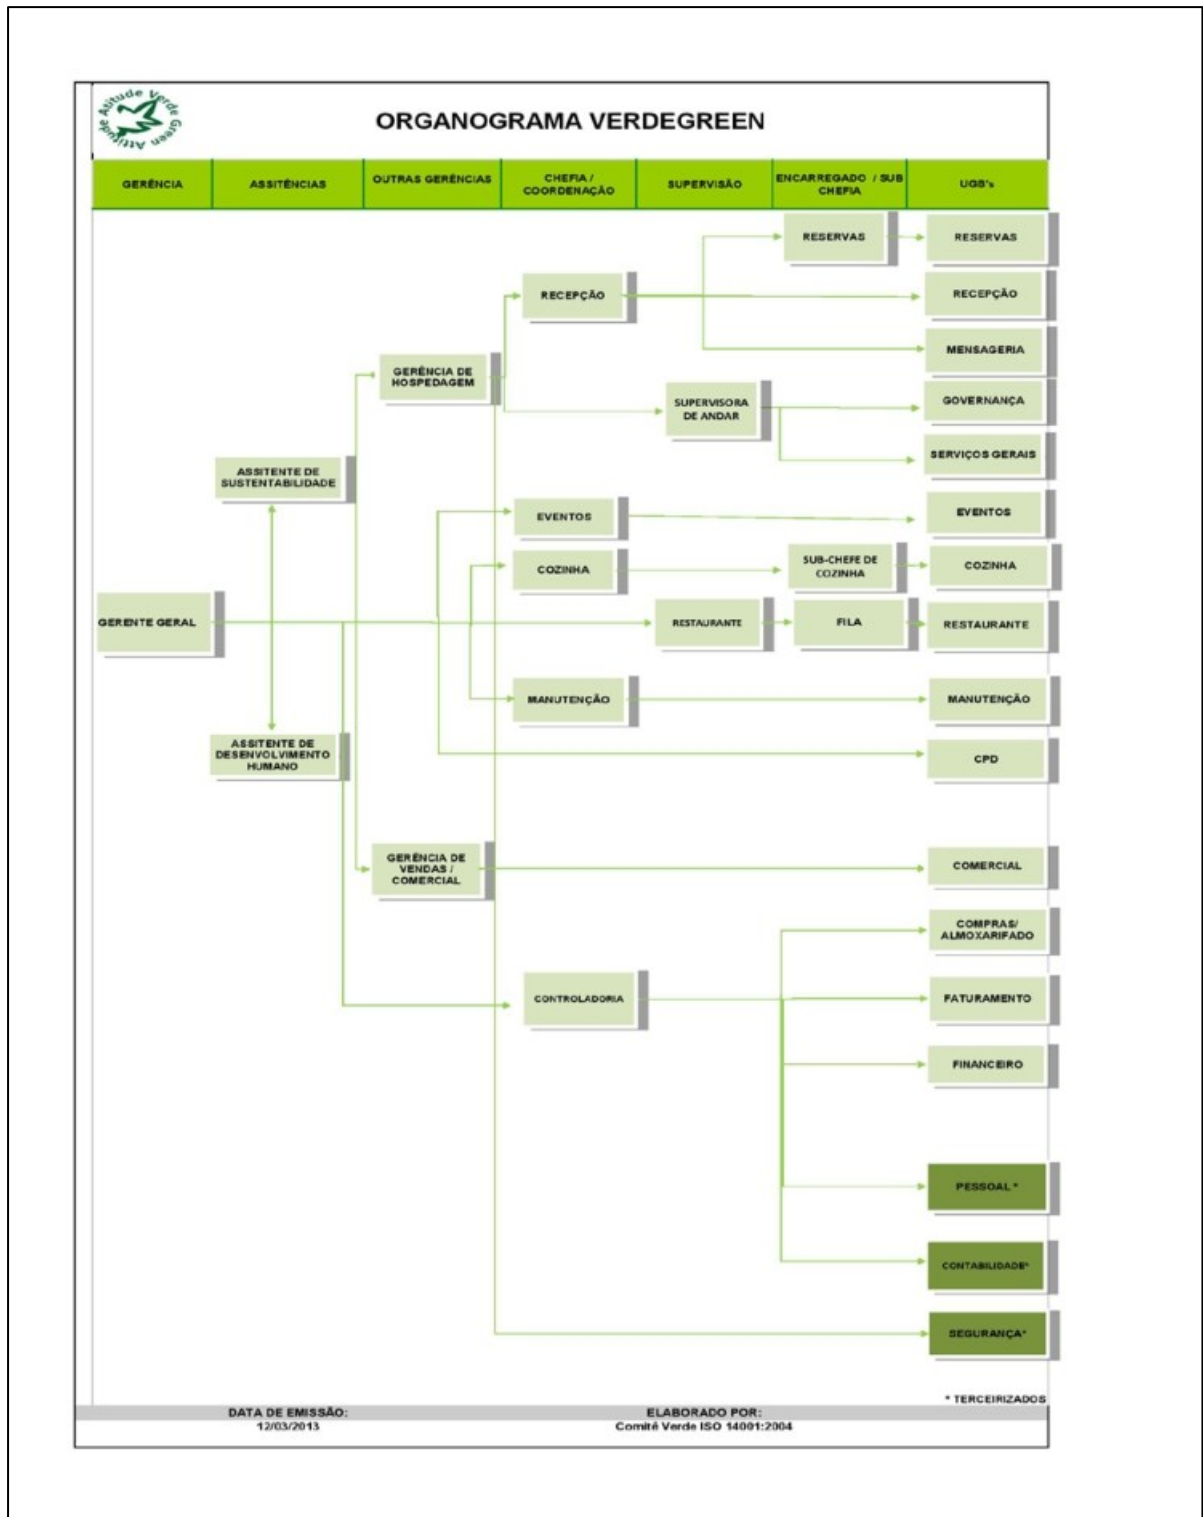 Atitude Verde Green Attitude
ORGANOGRAMA VERDEGREEN
GERÊNCIA
ASSITÊNCIAS
OUTRAS GERÊNCIAS
CHEFIA /
COORDENAÇÃO
SUPERVISÃO
ENCARREGADO / SUB
CHEFIA
UGB's
RESERVAS
RESERVAS
RECEPÇÃO
RECEPÇÃO
MENSAGERIA
GERÊNCIA DE
HOSPEDAGEM
SUPERVISORA
DE ANDAR
GOVERNANÇA
SERVIÇOS GERAIS
ASSITENTE DE
SUSTENTABILIDADE
EVENTOS
EVENTOS
COZINHA
SUB-CHEFE DE
COZINHA
COZINHA
GERENTE GERAL
RESTAURANTE
FILA
RESTAURANTE
MANUTENÇÃO
MANUTENÇÃO
ASSITENTE DE
DESENVOLVIMENTO
HUMANO
CPD
GERÊNCIA DE
VENDAS /
COMERCIAL
COMERCIAL
COMPRAS/
ALMOXARIFADO
CONTROLADORIA
FATURAMENTO
FINANCEIRO
PESSOAL *
CONTABILIDADE*
SEGURANÇA*
* TERCEIRIZADOS
DATA DE EMISSÃO:
12/03/2013
ELABORADO POR:
Comitê Verde ISO 14001:2004